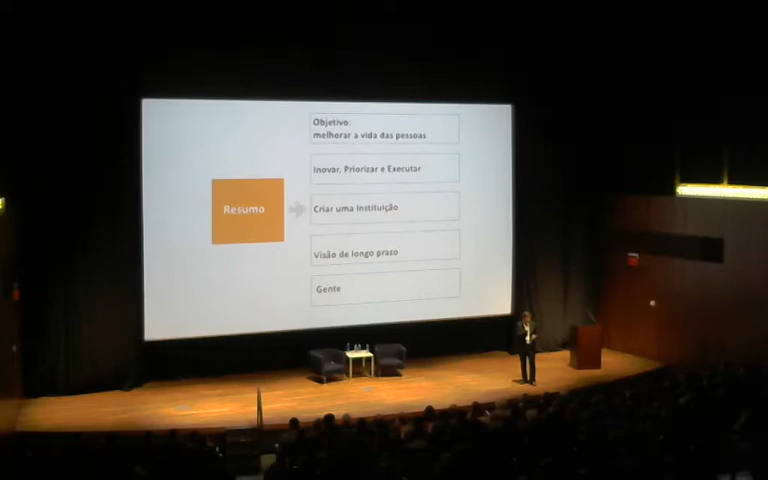 Objetivo:
melhorar a vida das pessoas
Inovar, Priorizar e Executar
Resumo
Criar uma Instituição
Visão de longo prazo
Gente